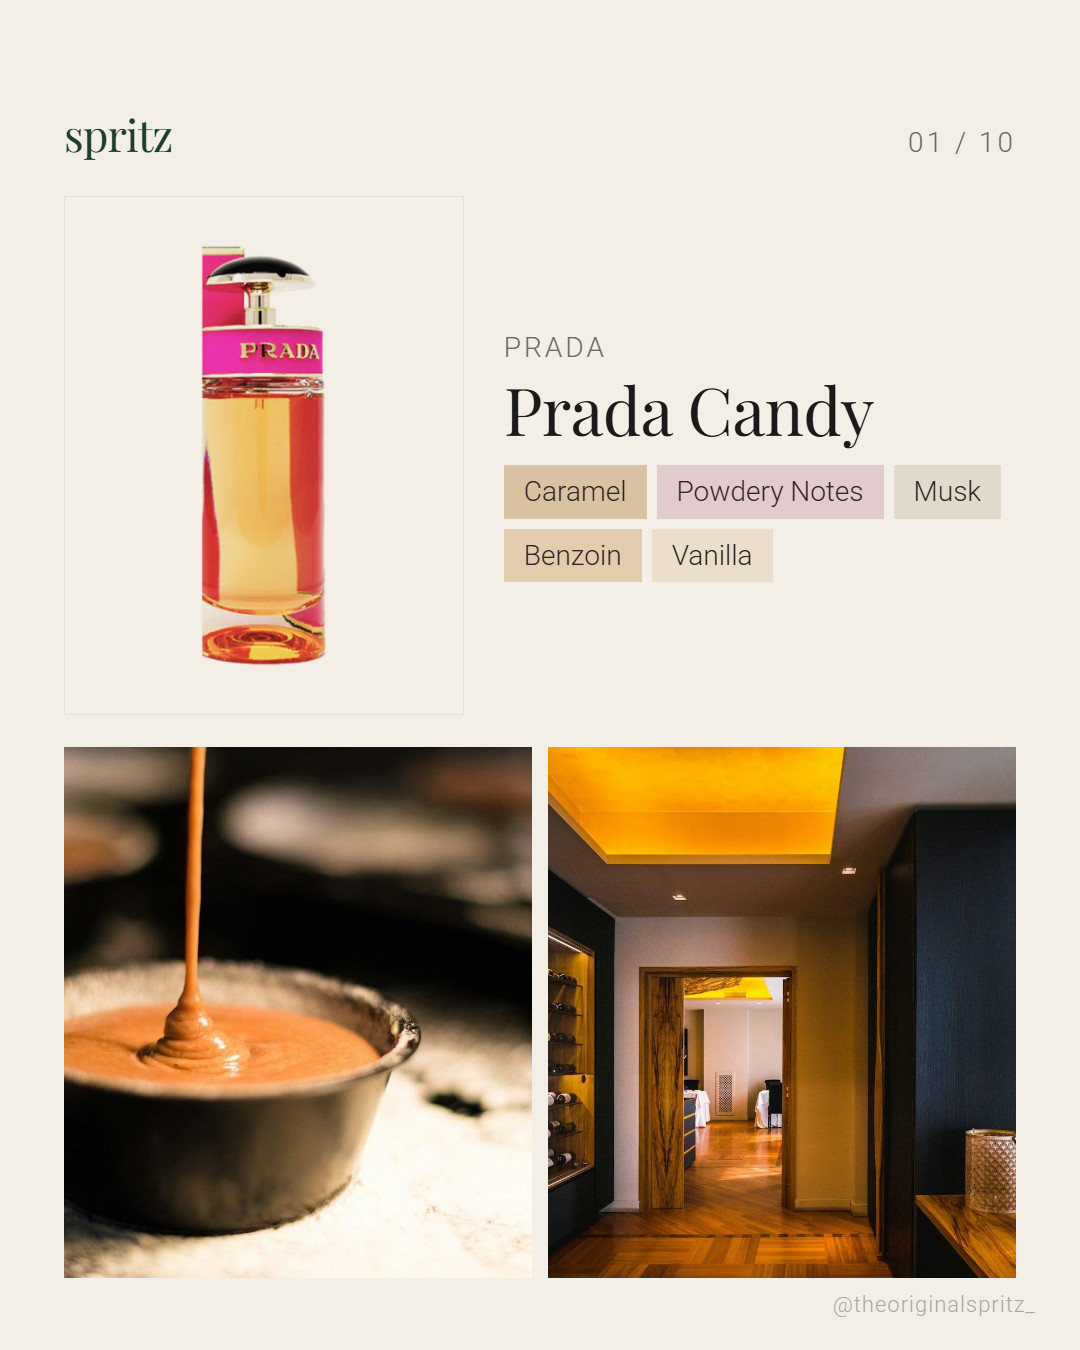 spritz
01 / 10
PRADA
PRADA
Prada Candy
Caramel Powdery Notes Musk
Benzoin Vanilla
@theoriginalspritz_